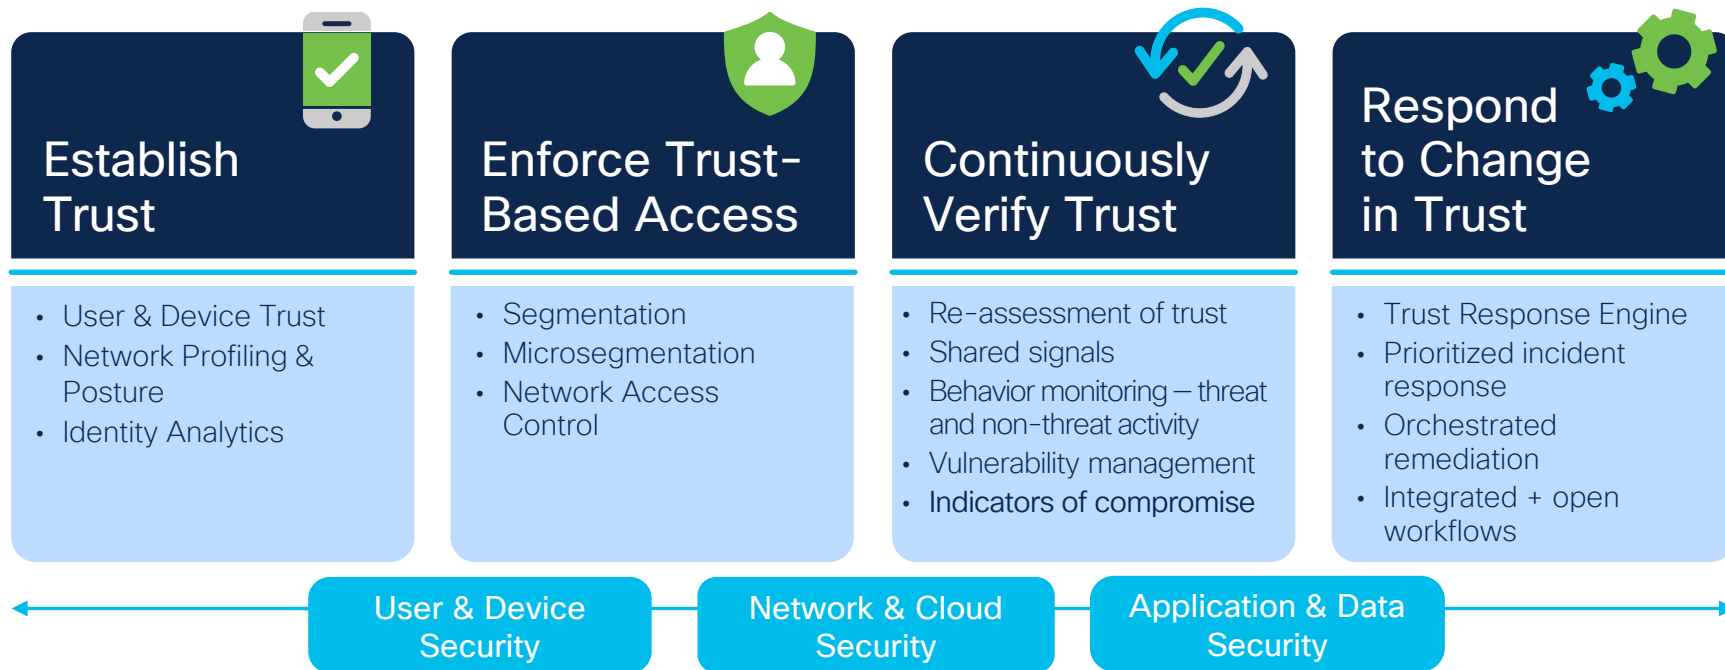 Establish
Trust
• User & Device Trust
• Network Profiling &
Posture
• Identity Analytics
Enforce Trust-
Based Access
• Segmentation
• Microsegmentation
• Network Access
Control
Continuously
Verify Trust
• Re-assessment of trust
• Shared signals
• Behavior monitoring – threat
and non-threat activity
• Vulnerability management
• Indicators of compromise
Respond
to Change
in Trust
• Trust Response Engine
• Prioritized incident
response
• Orchestrated
remediation
• Integrated + open
workflows
User & Device
Security
Network & Cloud
Security
Application & Data
Security